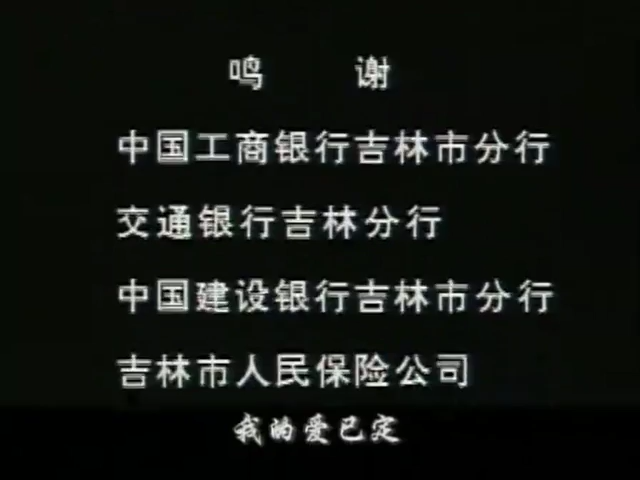 鸣 谢
中国工商银行吉林市分行
交通银行吉林分行
中国建设银行吉林市分行
吉林市人民保险公司
我的爱已定